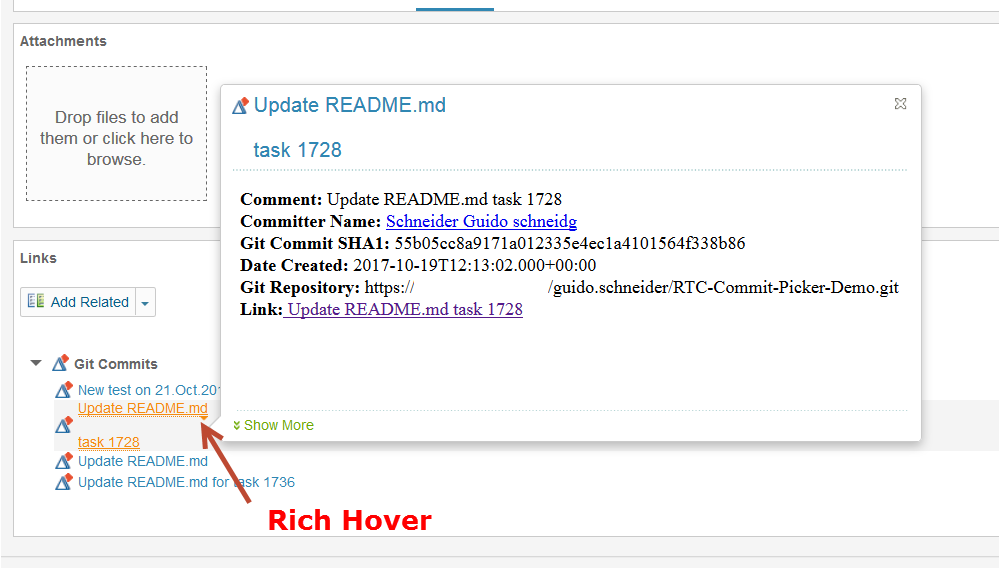 Attachments
Drop files to add
them or click here to
browse.
Update README.md
task 1728
Comment: Update README.md task 1728
Committer Name: Schneider Guido schneidg
Git Commit SHA1: 55b05cc8a9171a012335e4ec1a4101564f338b86
Date Created: 2017-10-19T12:13:02.000+00:00
Git Repository: https:// /guido.schneider/RTC-Commit-Picker-Demo.git
Link: Update README.md task 1728
Show More
Links
Add Related
Git Commits
New test on 21.Oct.201
Update README.md
task 1728
Update README.md
Update README.md for task 1736
Rich Hover